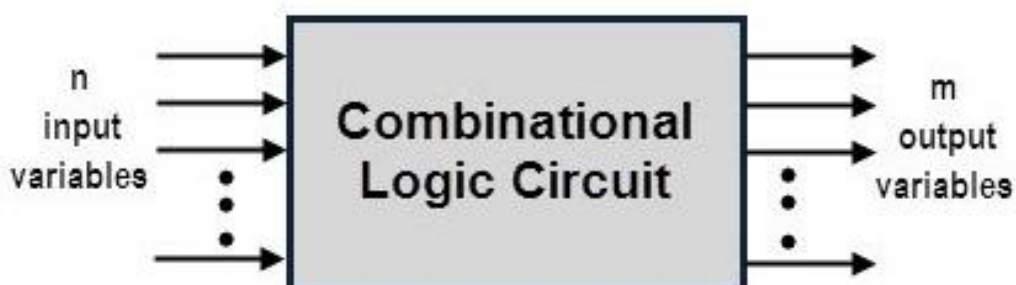 n
input
variables
Combinational
Logic Circuit
m
output
variables